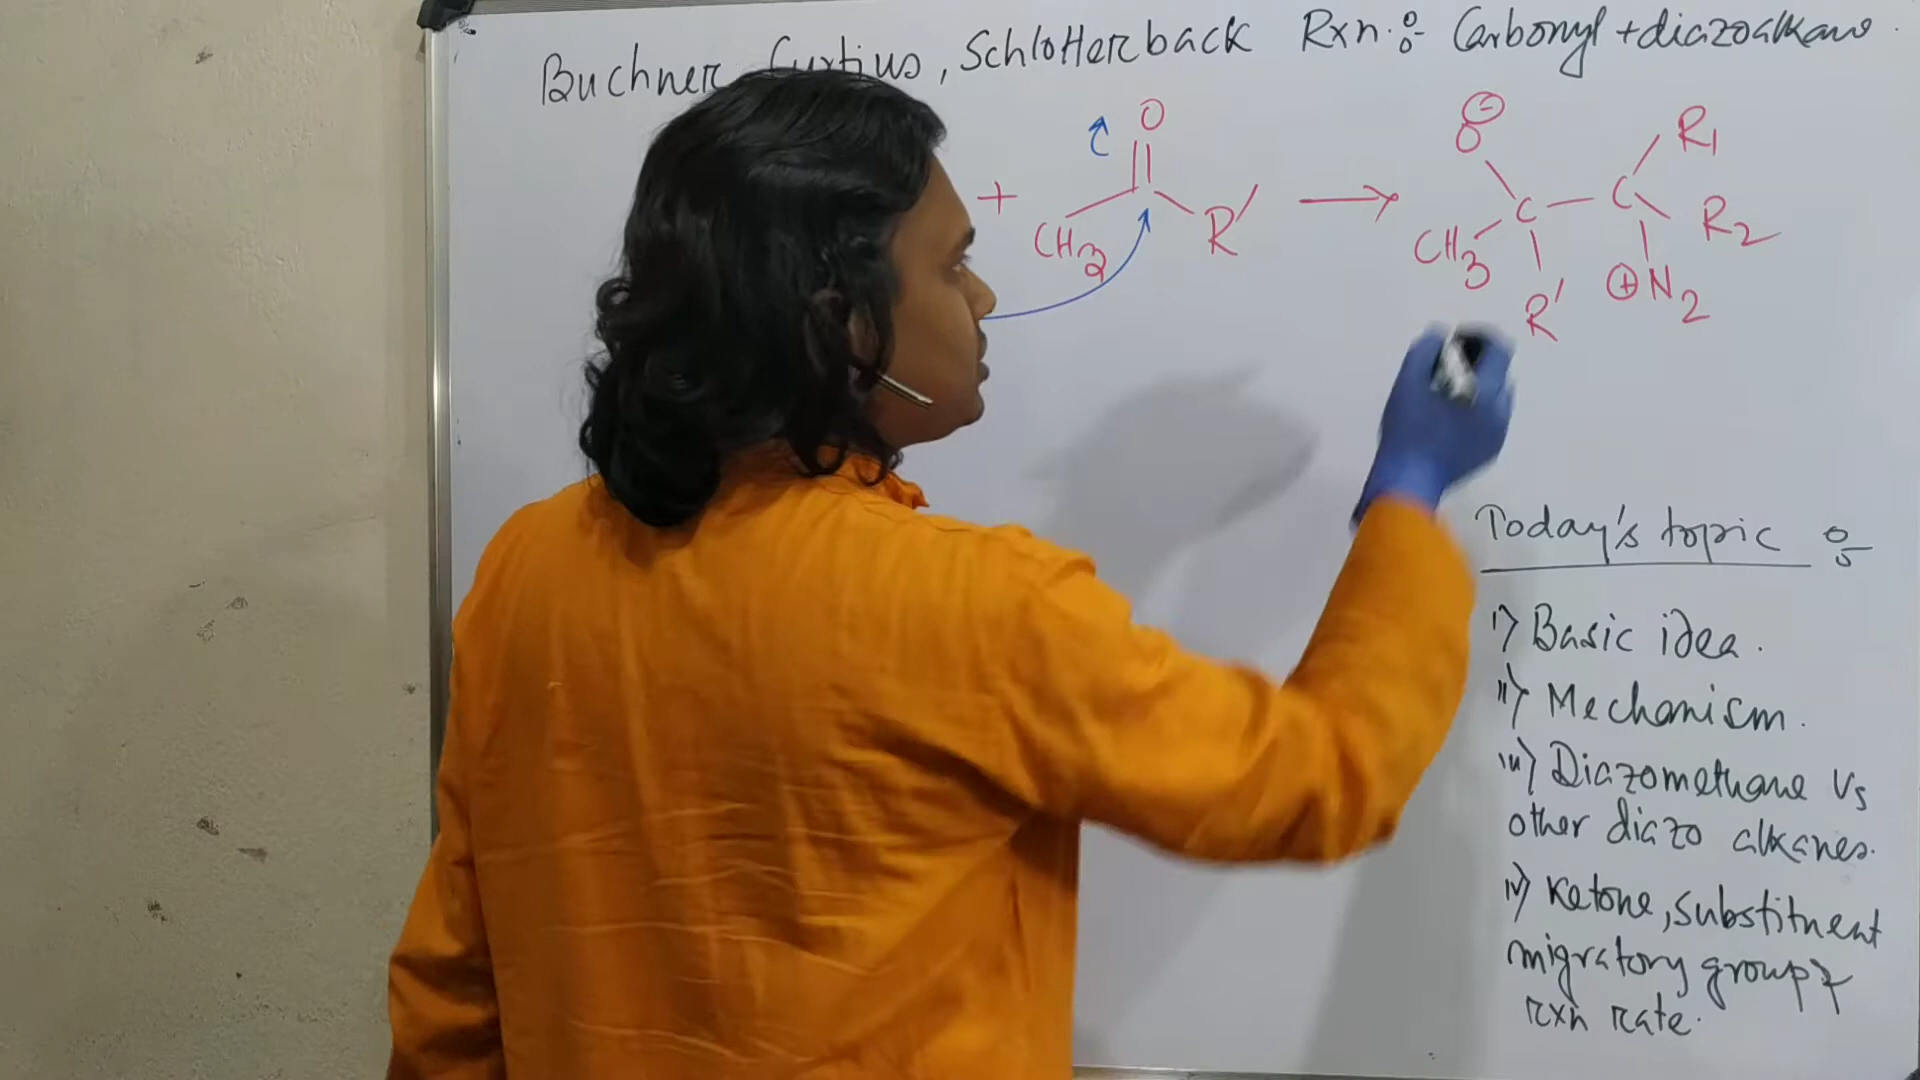 Buchner Curtius, Schlotterback Rxn:- Carbonyl + diazoalkane.
O
+ CH3 R' →
O ⊖ R1
C — C
CH3 R2
R' ⊕N2
Today's topic :-
i) Basic idea.
ii) Mechanism.
iii) Diazomethane Vs
other diazo alkanes.
iv) Ketone, substituent
migratory group &
rxn rate.